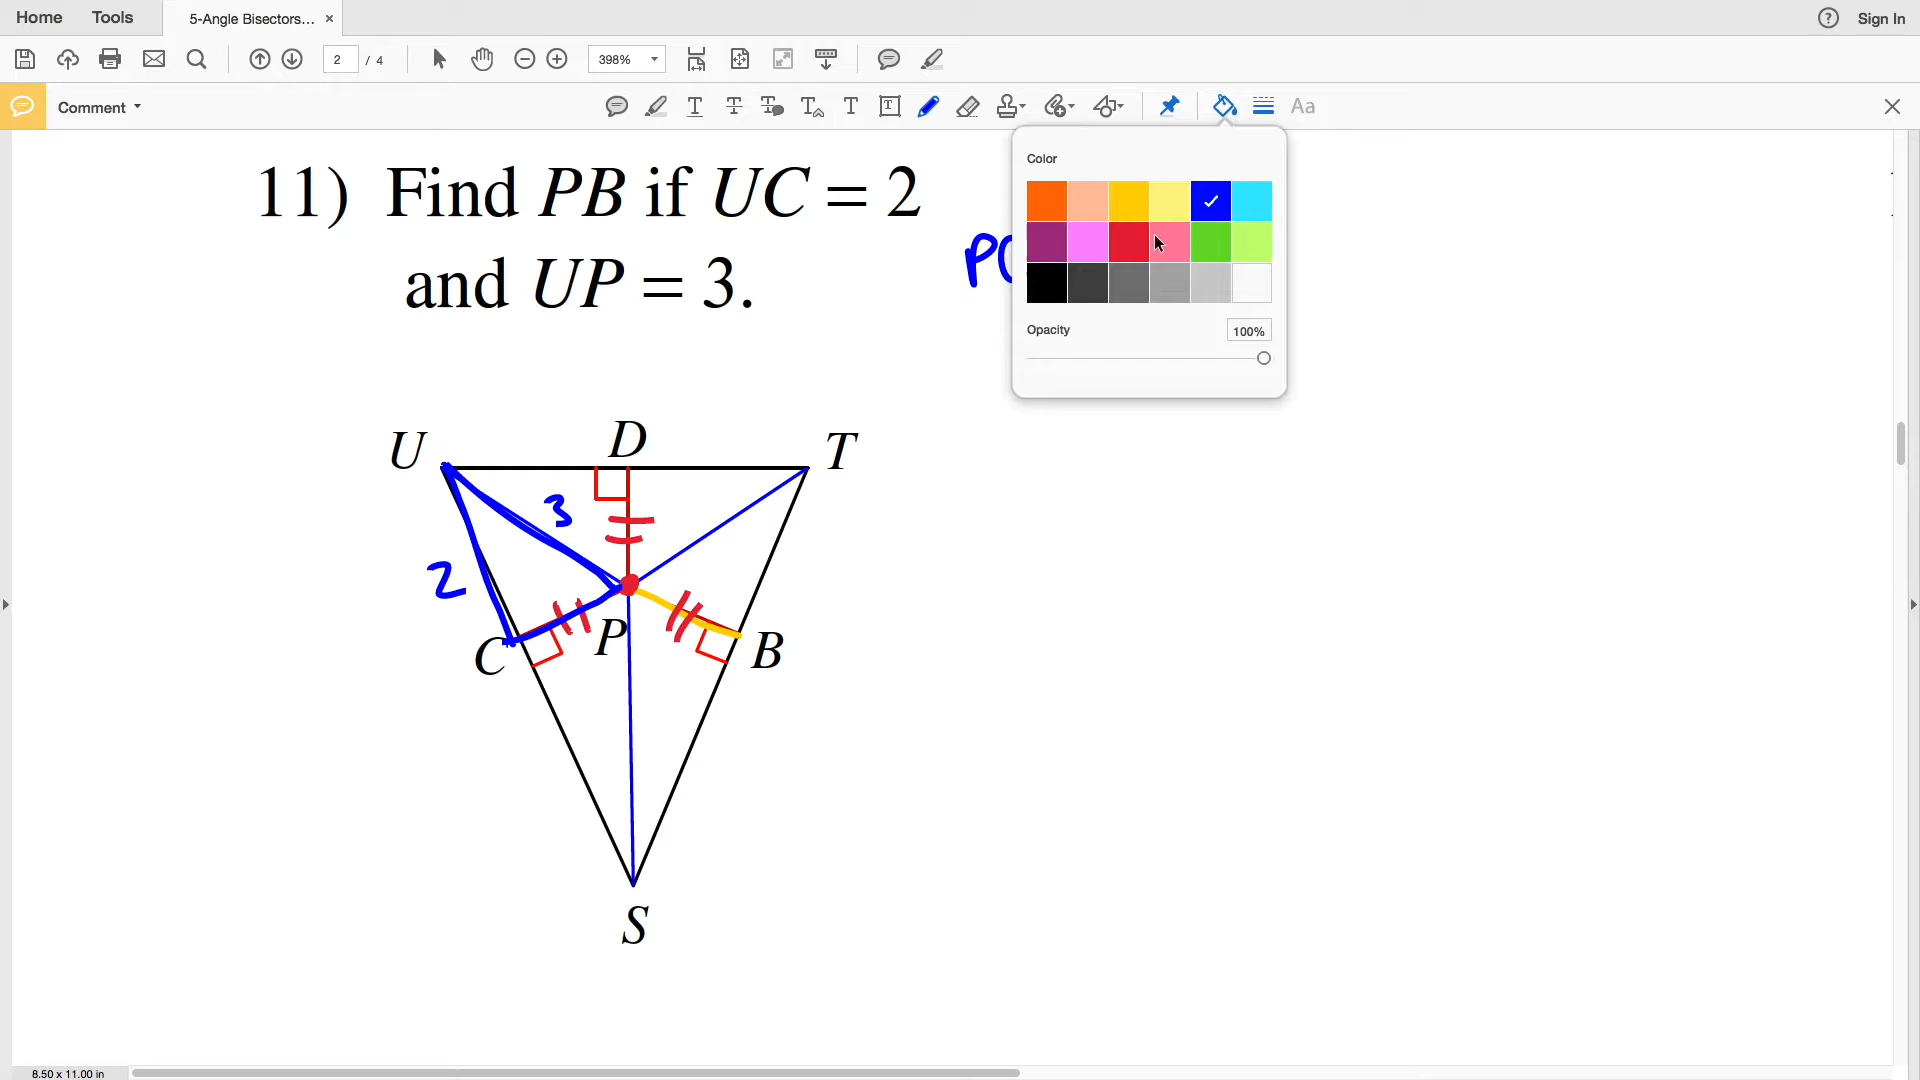 Home Tools 5-Angle Bisectors... × ? Sign In
2 / 4 398%
Comment Aa
Color
11) Find PB if UC = 2
and UP = 3.
Opacity 100%
U D T
3
2
C P B
S
8.50 x 11.00 in